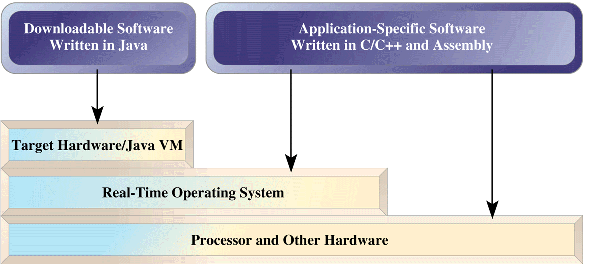 Downloadable Software
Written in Java
Application-Specific Software
Written in C/C++ and Assembly
Target Hardware/Java VM
Real-Time Operating System
Processor and Other Hardware